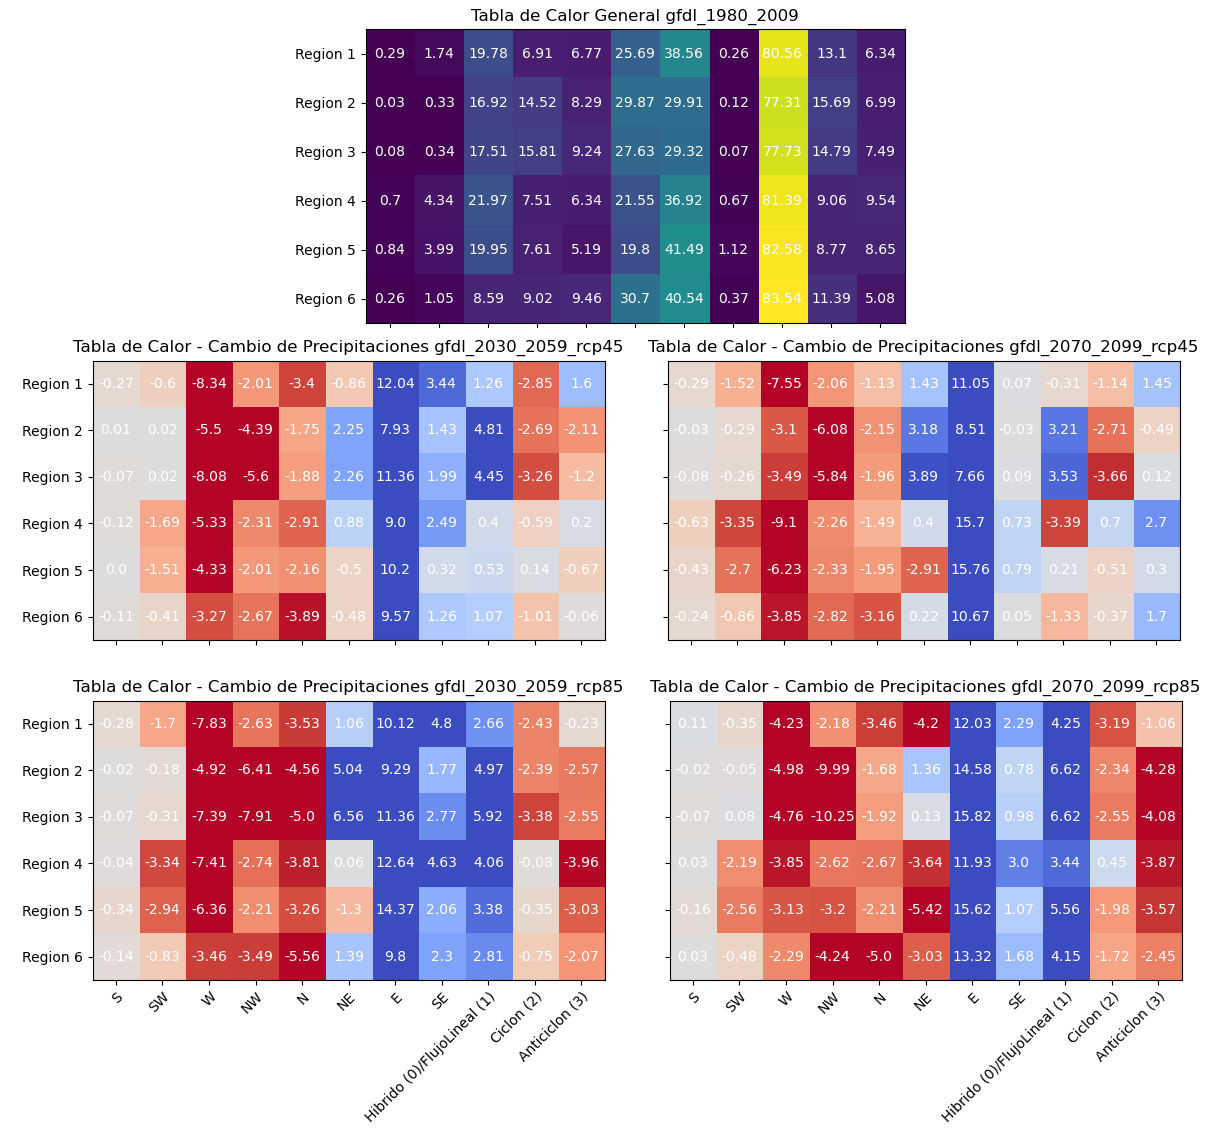 Tabla de Calor General gfdl_1980_2009
Region 1 0.29 1.74 19.78 6.91 6.77 25.69 38.56 0.26 80.56 13.1 6.34
Region 2 0.03 0.33 16.92 14.52 8.29 29.87 29.91 0.12 77.31 15.69 6.99
Region 3 0.08 0.34 17.51 15.81 9.24 27.63 29.32 0.07 77.73 14.79 7.49
Region 4 0.7 4.34 21.97 7.51 6.34 21.55 36.92 0.67 81.39 9.06 9.54
Region 5 0.84 3.99 19.95 7.61 5.19 19.8 41.49 1.12 82.58 8.77 8.65
Region 6 0.26 1.05 8.59 9.02 9.46 30.7 40.54 0.37 83.54 11.39 5.08
Tabla de Calor - Cambio de Precipitaciones gfdl_2030_2059_rcp45
Region 1 -0.27 -0.6 -8.34 -2.01 -3.4 -0.86 12.04 3.44 1.26 -2.85 1.6
Region 2 0.01 0.02 -5.5 -4.39 -1.75 2.25 7.93 1.43 4.81 -2.69 -2.11
Region 3 -0.07 0.02 -8.08 -5.6 -1.88 2.26 11.36 1.99 4.45 -3.26 -1.2
Region 4 -0.12 -1.69 -5.33 -2.31 -2.91 0.88 9.0 2.49 0.4 -0.59 0.2
Region 5 0.0 -1.51 -4.33 -2.01 -2.16 -0.5 10.2 0.32 0.53 0.14 -0.67
Region 6 -0.11 -0.41 -3.27 -2.67 -3.89 -0.48 9.57 1.26 1.07 -1.01 -0.06
Tabla de Calor - Cambio de Precipitaciones gfdl_2070_2099_rcp45
-0.29 -1.52 -7.55 -2.06 -1.13 1.43 11.05 0.07 -0.31 -1.14 1.45
-0.03 -0.29 -3.1 -6.08 -2.15 3.18 8.51 -0.03 3.21 -2.71 -0.49
-0.08 -0.26 -3.49 -5.84 -1.96 3.89 7.66 0.09 3.53 -3.66 0.12
-0.63 -3.35 -9.1 -2.26 -1.49 0.4 15.7 0.73 -3.39 0.7 2.7
-0.43 -2.7 -6.23 -2.33 -1.95 -2.91 15.76 0.79 0.21 -0.51 0.3
-0.24 -0.86 -3.85 -2.82 -3.16 0.22 10.67 0.05 -1.33 -0.37 1.7
Tabla de Calor - Cambio de Precipitaciones gfdl_2030_2059_rcp85
Region 1 -0.28 -1.7 -7.83 -2.63 -3.53 1.06 10.12 4.8 2.66 -2.43 -0.23
Region 2 -0.02 -0.18 -4.92 -6.41 -4.56 5.04 9.29 1.77 4.97 -2.39 -2.57
Region 3 -0.07 -0.31 -7.39 -7.91 -5.0 6.56 11.36 2.77 5.92 -3.38 -2.55
Region 4 -0.04 -3.34 -7.41 -2.74 -3.81 0.06 12.64 4.63 4.06 -0.08 -3.96
Region 5 -0.34 -2.94 -6.36 -2.21 -3.26 -1.3 14.37 2.06 3.38 -0.35 -3.03
Region 6 -0.14 -0.83 -3.46 -3.49 -5.56 1.39 9.8 2.3 2.81 -0.75 -2.07
S SW W NW N NE E SE Hibrido (0)/FlujoLineal (1) Ciclon (2) Anticiclon (3)
Tabla de Calor - Cambio de Precipitaciones gfdl_2070_2099_rcp85
0.11 -0.35 -4.23 -2.18 -3.46 -4.2 12.03 2.29 4.25 -3.19 -1.06
-0.02 -0.05 -4.98 -9.99 -1.68 1.36 14.58 0.78 6.62 -2.34 -4.28
-0.07 0.08 -4.76 -10.25 -1.92 0.13 15.82 0.98 6.62 -2.55 -4.08
0.03 -2.19 -3.85 -2.62 -2.67 -3.64 11.93 3.0 3.44 0.45 -3.87
-0.16 -2.56 -3.13 -3.2 -2.21 -5.42 15.62 1.07 5.56 -1.98 -3.57
0.03 -0.48 -2.29 -4.24 -5.0 -3.03 13.32 1.68 4.15 -1.72 -2.45
S SW W NW N NE E SE Hibrido (0)/FlujoLineal (1) Ciclon (2) Anticiclon (3)